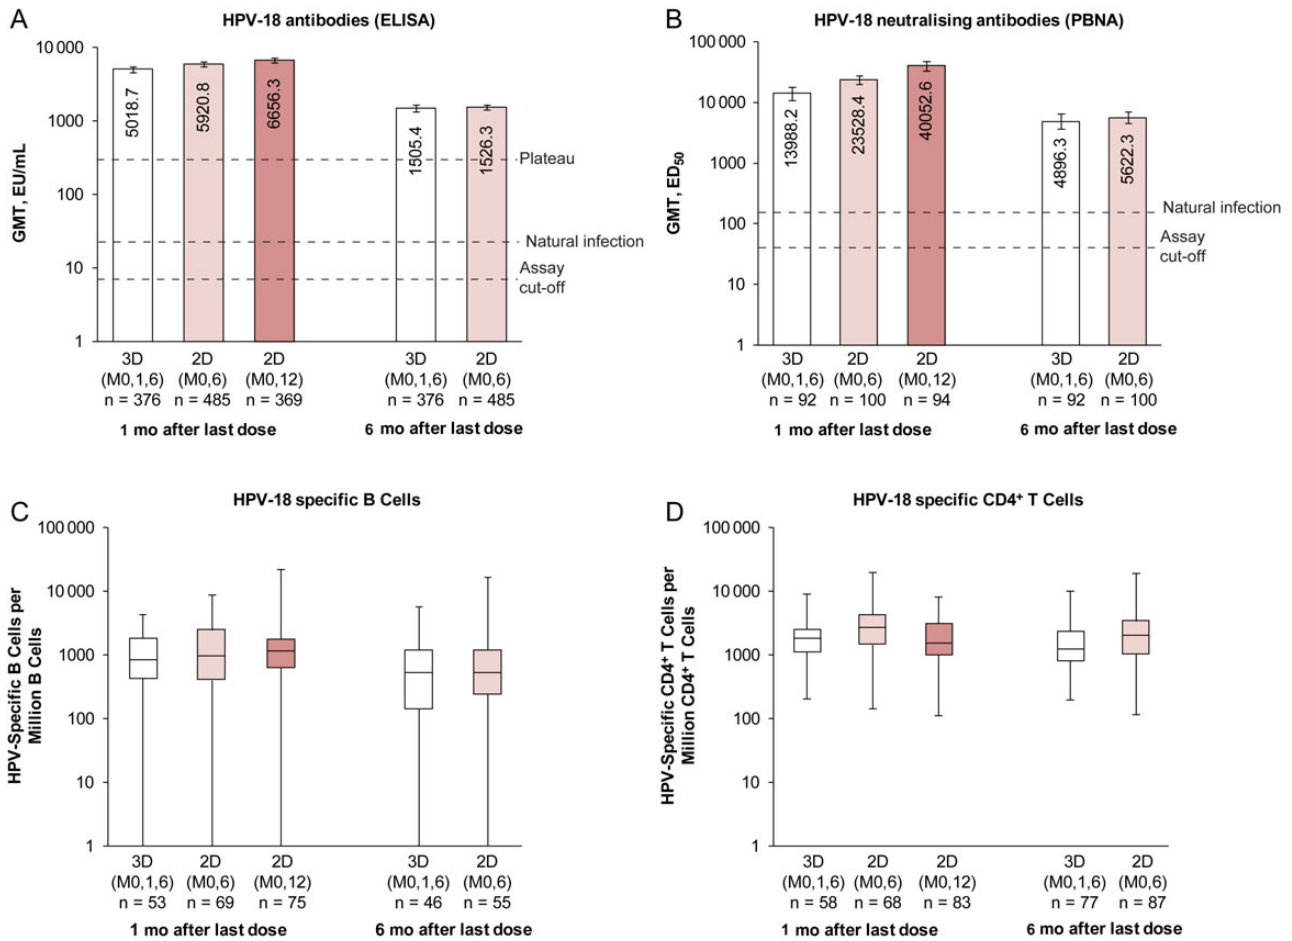 A
HPV-18 antibodies (ELISA)
GMT, EU/mL
10 000
1000
100
10
1
5018.7
5920.8
6656.3
1505.4
1526.3
Plateau
Natural infection
Assay
cut-off
3D 2D 2D 3D 2D
(M0,1,6) (M0,6) (M0,12) (M0,1,6) (M0,6)
n = 376 n = 485 n = 369 n = 376 n = 485
1 mo after last dose 6 mo after last dose
B
HPV-18 neutralising antibodies (PBNA)
GMT, ED50
100 000
10 000
1000
100
10
1
13988.2
23528.4
40052.6
4896.3
5622.3
Natural infection
Assay
cut-off
3D 2D 2D 3D 2D
(M0,1,6) (M0,6) (M0,12) (M0,1,6) (M0,6)
n = 92 n = 100 n = 94 n = 92 n = 100
1 mo after last dose 6 mo after last dose
C
HPV-18 specific B Cells
HPV-Specific B Cells per
Million B Cells
100 000
10 000
1000
100
10
1
3D 2D 2D 3D 2D
(M0,1,6) (M0,6) (M0,12) (M0,1,6) (M0,6)
n = 53 n = 69 n = 75 n = 46 n = 55
1 mo after last dose 6 mo after last dose
D
HPV-18 specific CD4+ T Cells
HPV-Specific CD4+ T Cells per
Million CD4+ T Cells
100 000
10 000
1000
100
10
1
3D 2D 2D 3D 2D
(M0,1,6) (M0,6) (M0,12) (M0,1,6) (M0,6)
n = 58 n = 68 n = 83 n = 77 n = 87
1 mo after last dose 6 mo after last dose